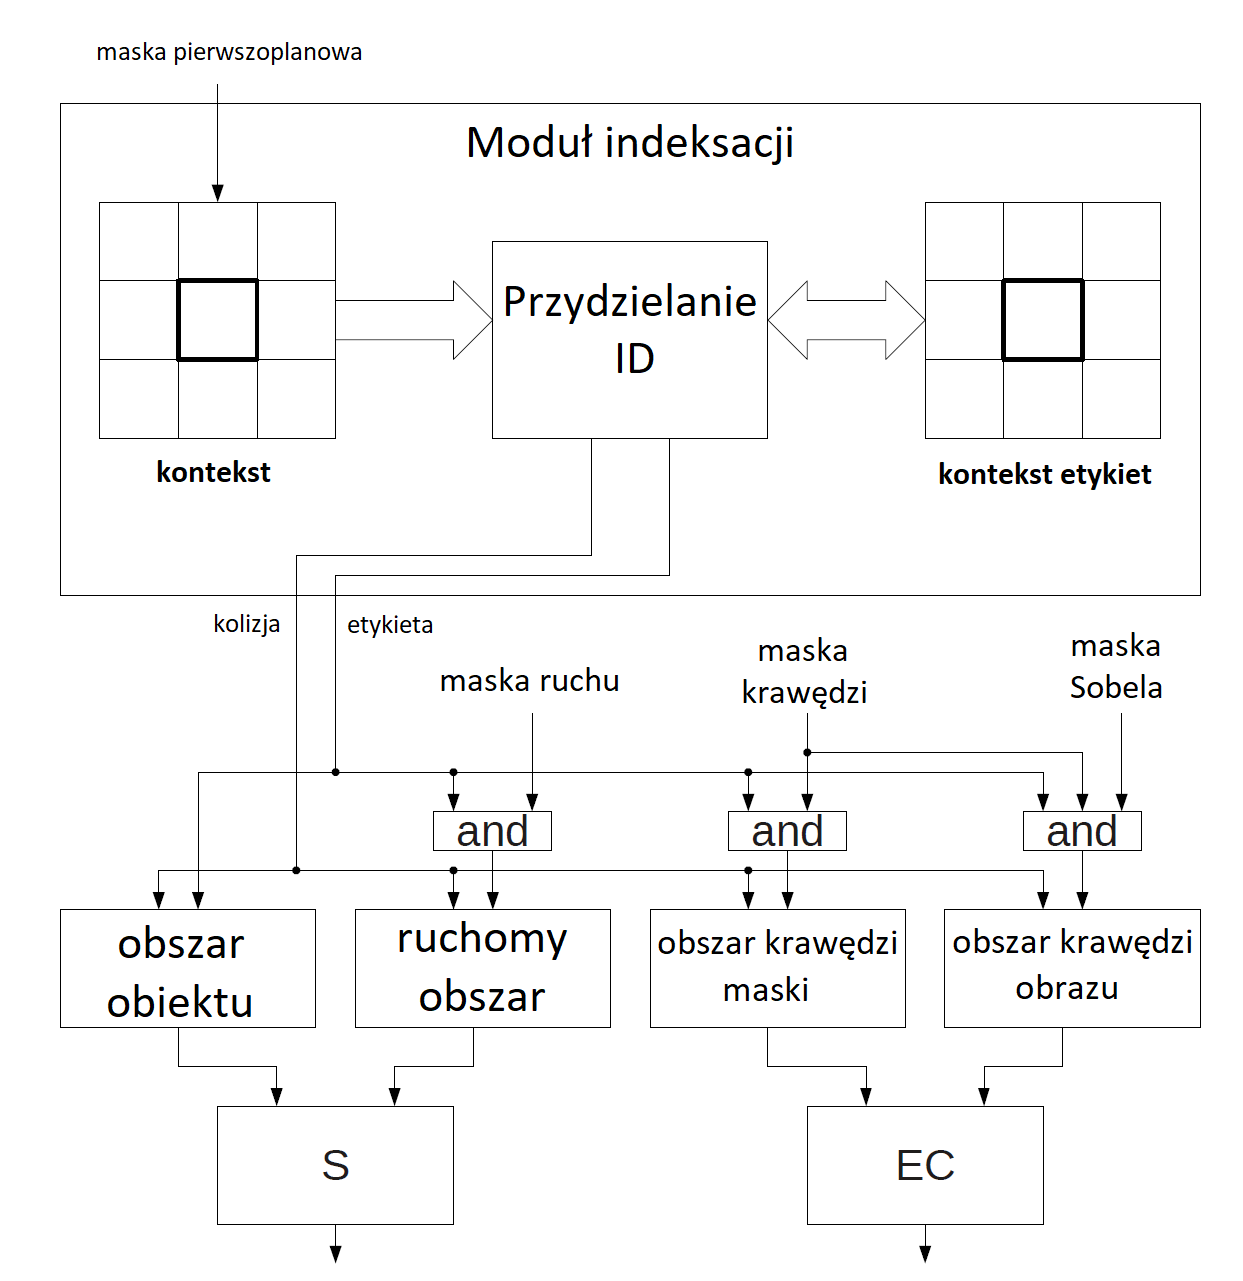 maska pierwszoplanowa
Moduł indeksacji
Przydzielanie
ID
kontekst
kontekst etykiet
kolizja
etykieta
maska ruchu
maska
krawędzi
maska
Sobela
and
and
and
obszar
obiektu
ruchomy
obszar
obszar krawędzi
maski
obszar krawędzi
obrazu
S
EC